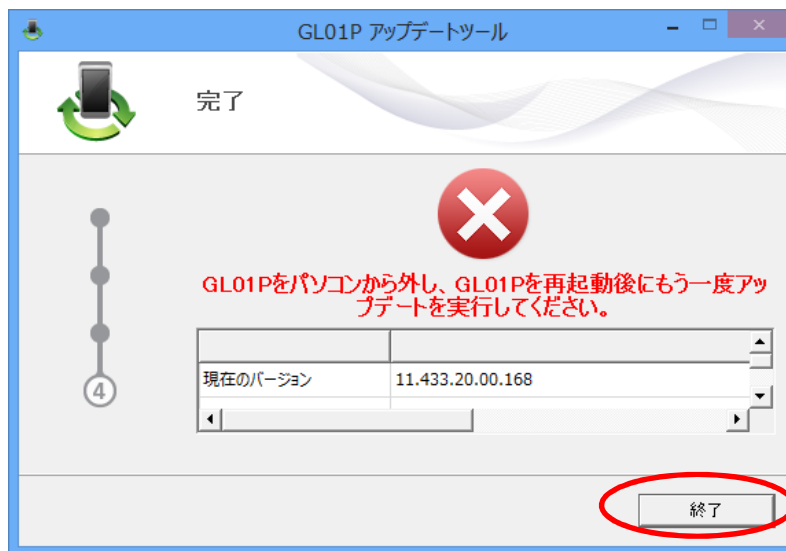 GL01P アップデートツール
完了
GL01Pをパソコンから外し、GL01Pを再起動後にもう一度アッ
プデートを実行してください。
現在のバージョン 11.433.20.00.168
4
終了